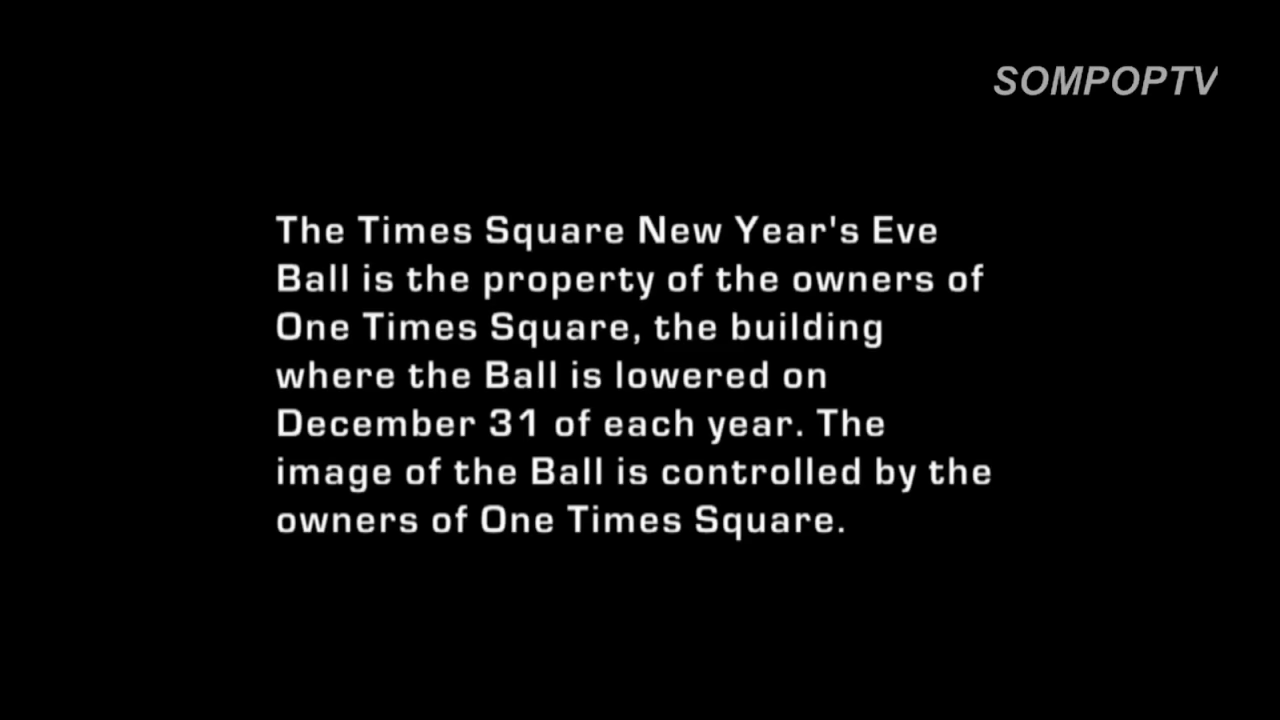 SOMPOPTV
The Times Square New Year's Eve
Ball is the property of the owners of
One Times Square, the building
where the Ball is lowered on
December 31 of each year. The
image of the Ball is controlled by the
owners of One Times Square.